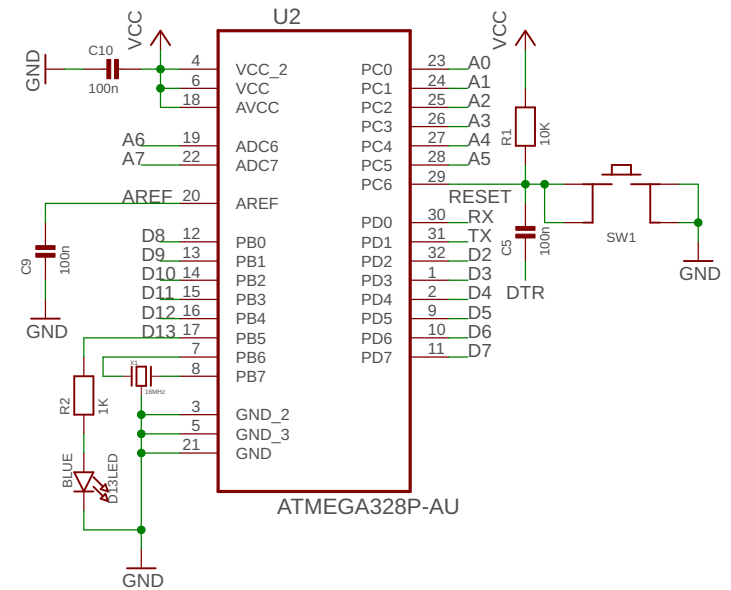 U2
VCC
GND
C10
100n
4
6
18
VCC_2
VCC
AVCC
A6
A7
19
22
ADC6
ADC7
AREF
20
AREF
C9
100n
GND
D8
D9
D10
D11
D12
D13
12
13
14
15
16
17
7
8
PB0
PB1
PB2
PB3
PB4
PB5
PB6
PB7
X1
16MHz
R2
1K
BLUE
D13LED
3
5
21
GND_2
GND_3
GND
GND
PC0
PC1
PC2
PC3
PC4
PC5
PC6
23
24
25
26
27
28
29
A0
A1
A2
A3
A4
A5
RESET
PD0
PD1
PD2
PD3
PD4
PD5
PD6
PD7
30
31
32
1
2
9
10
11
RX
TX
D2
D3
D4
D5
D6
D7
VCC
R1
10K
C5
100n
DTR
SW1
GND
ATMEGA328P-AU